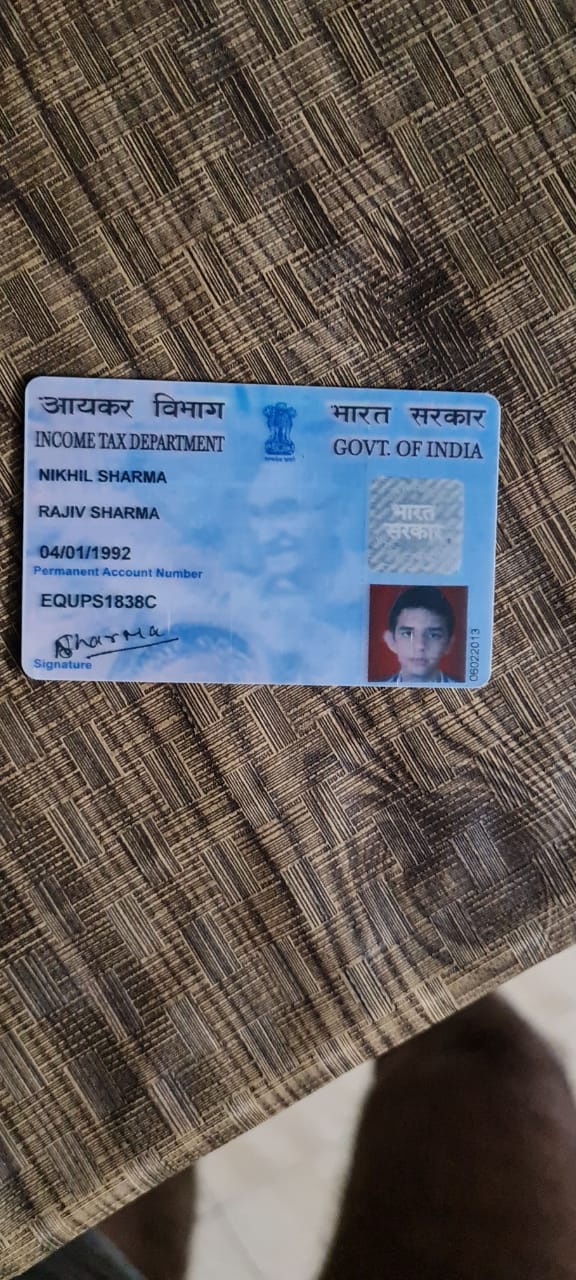 आयकर विभाग
INCOME TAX DEPARTMENT
भारत सरकार
GOVT. OF INDIA
NIKHIL SHARMA
RAJIV SHARMA
04/01/1992
Permanent Account Number
EQUPS1838C
Sharma
Signature
भारत
सरकार
06022013